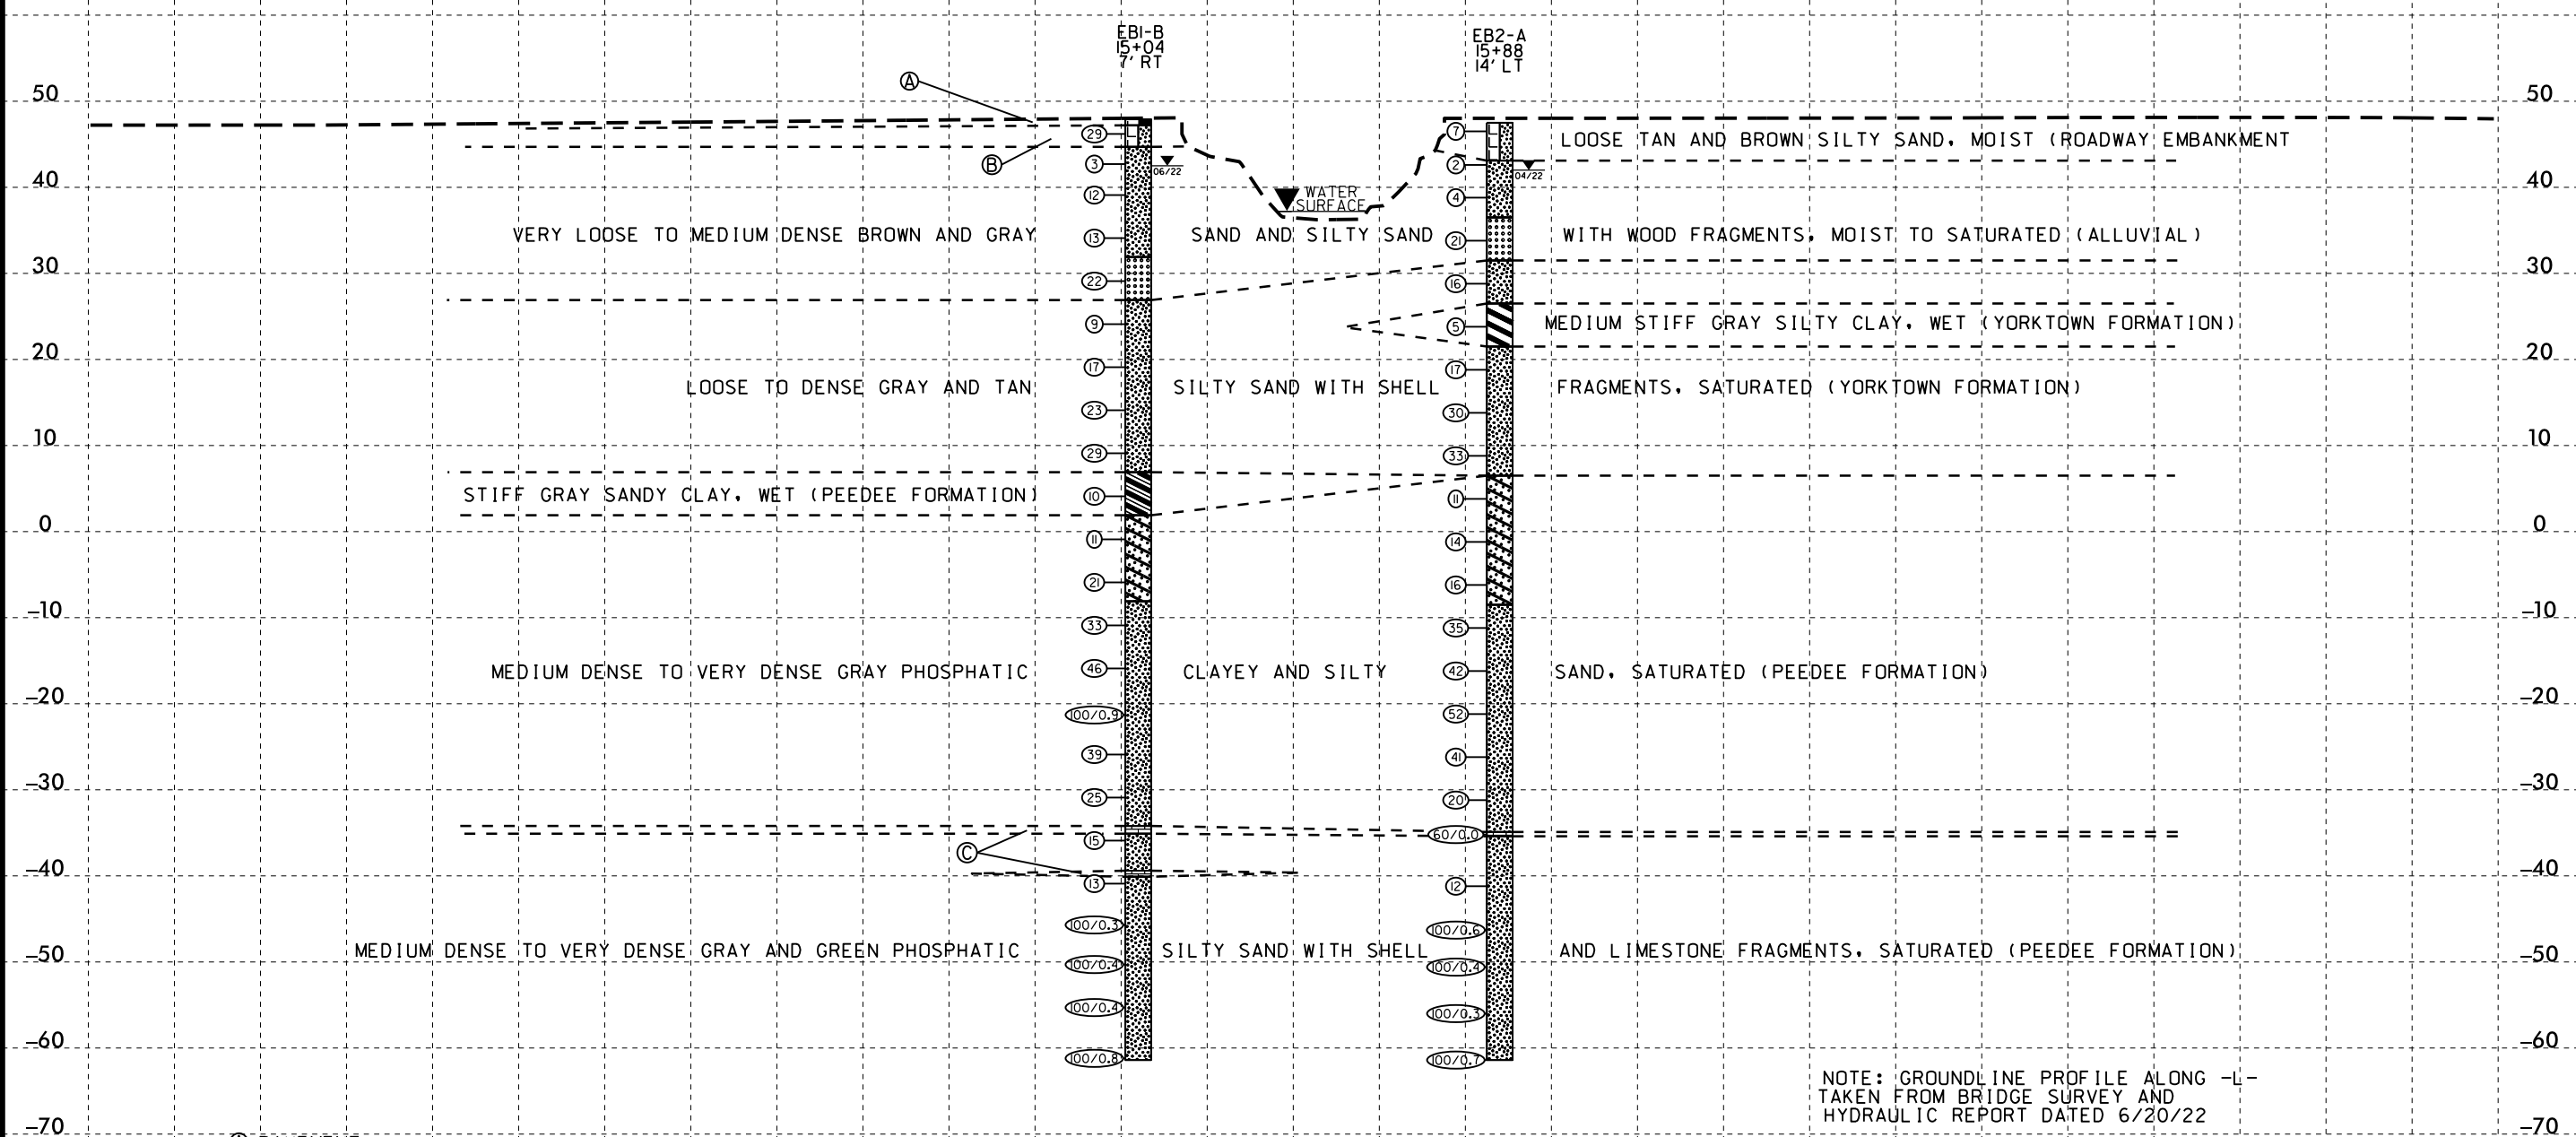 EB1-B
15+04
7' RT
EB2-A
15+88
14' LT
A
50
50
29
7
LOOSE TAN AND BROWN SILTY SAND, MOIST (ROADWAY EMBANKMENT
B
3
06/22
2
04/22
40
40
12
WATER
SURFACE
4
VERY LOOSE TO MEDIUM DENSE BROWN AND GRAY
13
SAND AND SILTY SAND
21
WITH WOOD FRAGMENTS, MOIST TO SATURATED (ALLUVIAL)
30
30
22
16
9
5
MEDIUM STIFF GRAY SILTY CLAY, WET (YORKTOWN FORMATION)
20
20
17
17
LOOSE TO DENSE GRAY AND TAN
SILTY SAND WITH SHELL
FRAGMENTS, SATURATED (YORKTOWN FORMATION)
23
30
10
10
29
33
STIFF GRAY SANDY CLAY, WET (PEEDEE FORMATION)
10
11
0
0
11
14
21
16
-10
-10
33
35
MEDIUM DENSE TO VERY DENSE GRAY PHOSPHATIC
46
CLAYEY AND SILTY
42
SAND, SATURATED (PEEDEE FORMATION)
-20
-20
100/0.9
52
39
41
-30
-30
25
20
15
60/0.0
C
-40
-40
13
12
100/0.3
100/0.6
MEDIUM DENSE TO VERY DENSE GRAY AND GREEN PHOSPHATIC
SILTY SAND WITH SHELL
AND LIMESTONE FRAGMENTS, SATURATED (PEEDEE FORMATION)
-50
-50
100/0.4
100/0.4
100/0.4
100/0.3
-60
-60
100/0.8
100/0.7
NOTE: GROUNDLINE PROFILE ALONG -L-
TAKEN FROM BRIDGE SURVEY AND
HYDRAULIC REPORT DATED 6/20/22
-70
-70